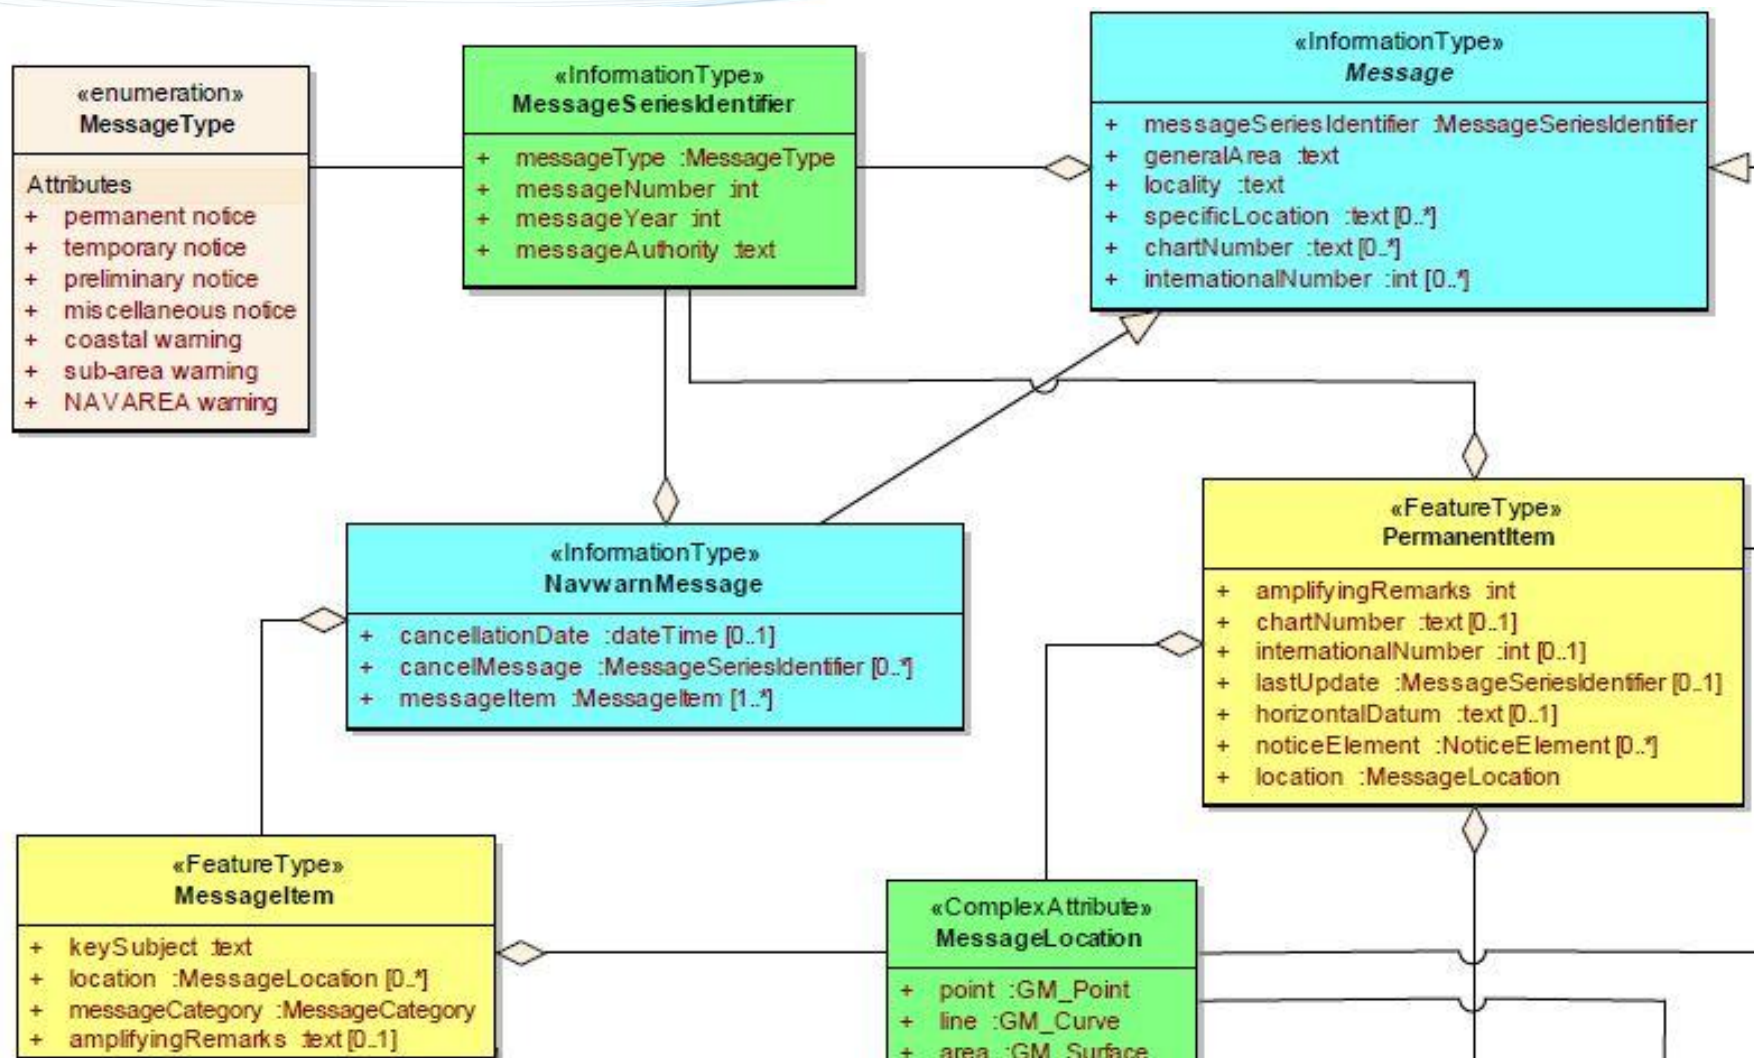 «enumeration»
MessageType
Attributes
+ permanent notice
+ temporary notice
+ preliminary notice
+ miscellaneous notice
+ coastal warning
+ sub-area warning
+ NAVAREA warning
«InformationType»
MessageSeriesIdentifier
+ messageType :MessageType
+ messageNumber :int
+ messageYear :int
+ messageAuthority :text
«InformationType»
Message
+ messageSeriesIdentifier :MessageSeriesIdentifier
+ generalArea :text
+ locality :text
+ specificLocation :text [0..*]
+ chartNumber :text [0..*]
+ internationalNumber :int [0..*]
«InformationType»
NavwarnMessage
+ cancellationDate :dateTime [0..1]
+ cancelMessage :MessageSeriesIdentifier [0..*]
+ messageItem :MessageItem [1..*]
«FeatureType»
PermanentItem
+ amplifyingRemarks :int
+ chartNumber :text [0..1]
+ internationalNumber :int [0..1]
+ lastUpdate :MessageSeriesIdentifier [0..1]
+ horizontalDatum :text [0..1]
+ noticeElement :NoticeElement [0..*]
+ location :MessageLocation
«FeatureType»
MessageItem
+ keySubject :text
+ location :MessageLocation [0..*]
+ messageCategory :MessageCategory
+ amplifyingRemarks :text [0..1]
«ComplexAttribute»
MessageLocation
+ point :GM_Point
+ line :GM_Curve
+ area :GM_Surface